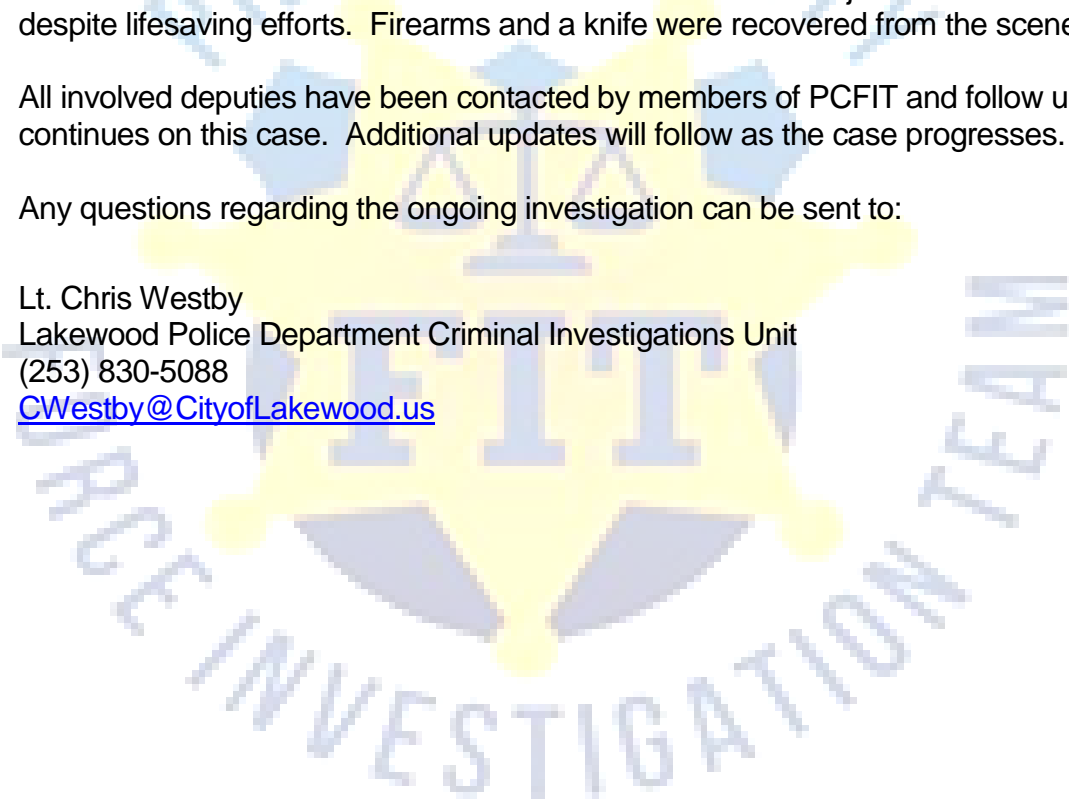 despite lifesaving efforts.  Firearms and a knife were recovered from the scene
All involved deputies have been contacted by members of PCFIT and follow u
continues on this case.  Additional updates will follow as the case progresses.
Any questions regarding the ongoing investigation can be sent to:
Lt. Chris Westby
Lakewood Police Department Criminal Investigations Unit
(253) 830-5088
CWestby@CityofLakewood.us
FIT
FORCE INVESTIGATION TEAM